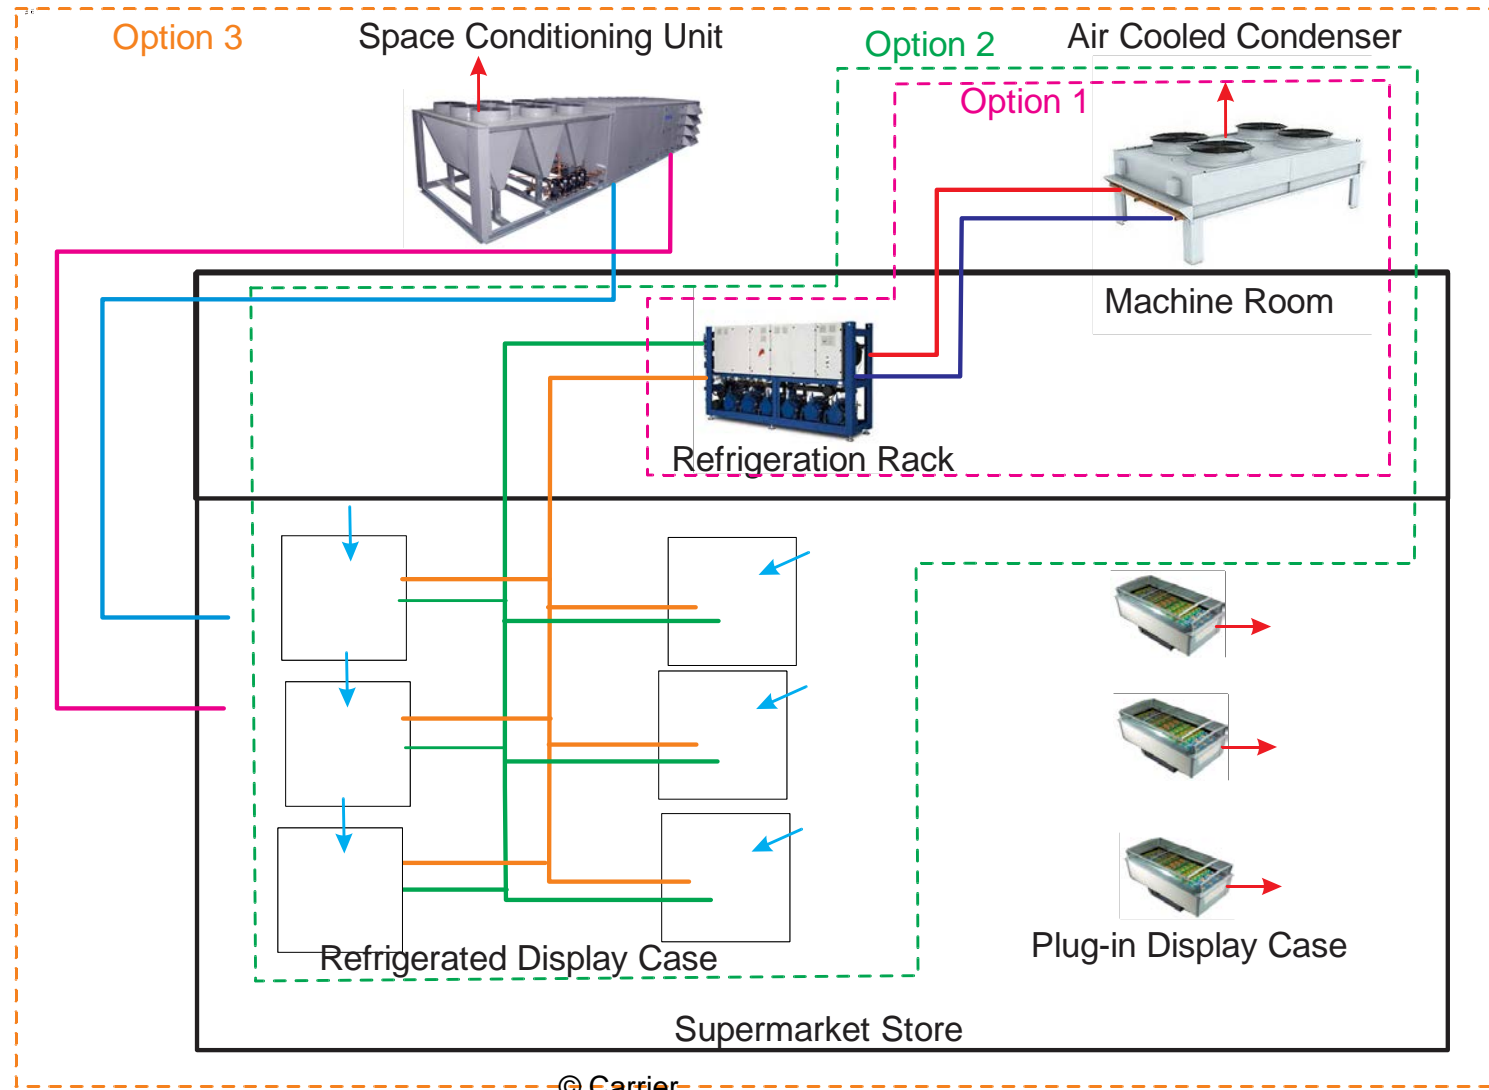 Option 3
Space Conditioning Unit
Option 2
Air Cooled Condenser
Option 1
Machine Room
Refrigeration Rack
Refrigerated Display Case
Plug-in Display Case
Supermarket Store
© Carrier